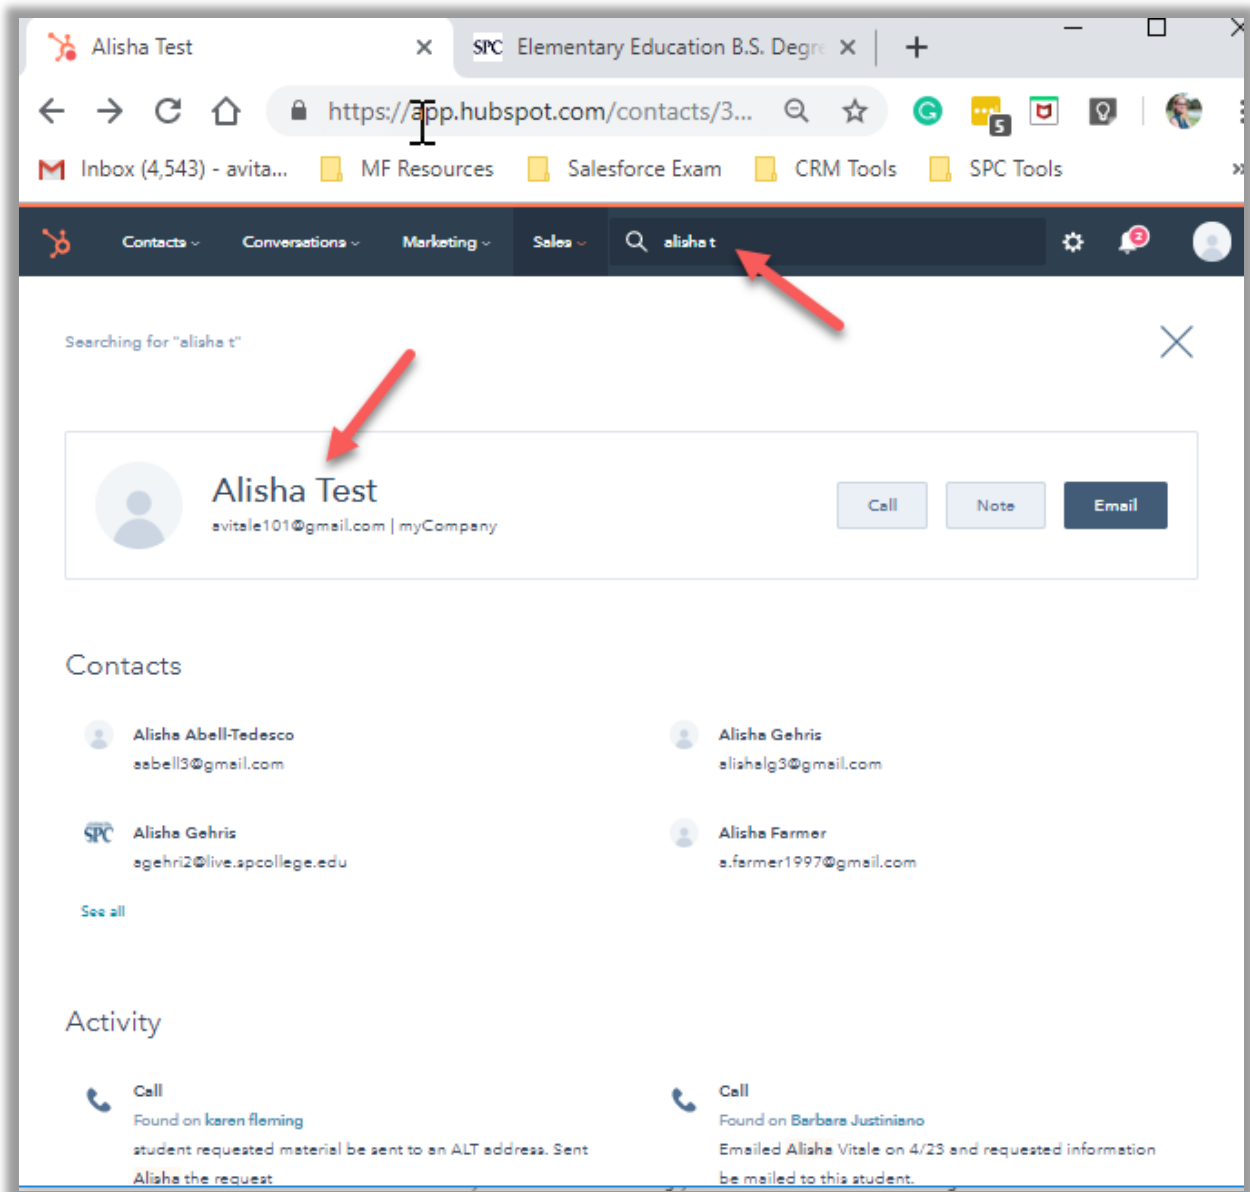 Alisha Test
SPC Elementary Education B.S. Degre
https://app.hubspot.com/contacts/3...
G
5
Inbox (4,543) - avita...
MF Resources
Salesforce Exam
CRM Tools
SPC Tools
Contacts
Conversations
Marketing
Sales
alisha t
2
Searching for "alisha t"
Alisha Test
avitale101@gmail.com | myCompany
Call
Note
Email
Contacts
Alisha Abell-Tedesco
aabell3@gmail.com
Alisha Gehris
alishalg3@gmail.com
SPC
Alisha Gehris
agehri2@live.spcollege.edu
Alisha Farmer
a.farmer1997@gmail.com
See all
Activity
Call
Found on karen fleming
student requested material be sent to an ALT address. Sent
Alisha the request
Call
Found on Barbara Justiniano
Emailed Alisha Vitale on 4/23 and requested information
be mailed to this student.